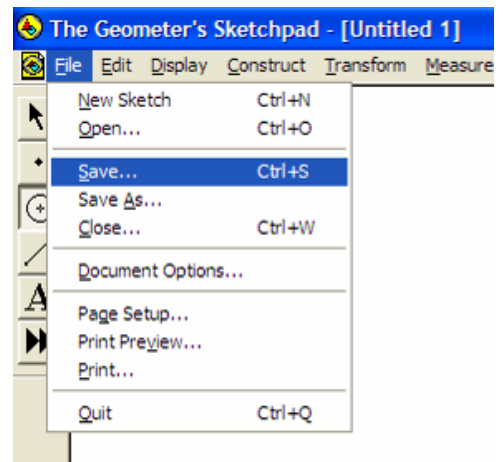 The Geometer's Sketchpad - [Untitled 1]
File Edit Display Construct Transform Measure
New Sketch Ctrl+N
Open... Ctrl+O
Save... Ctrl+S
Save As...
Close... Ctrl+W
Document Options...
Page Setup...
Print Preview...
Print...
Quit Ctrl+Q
A